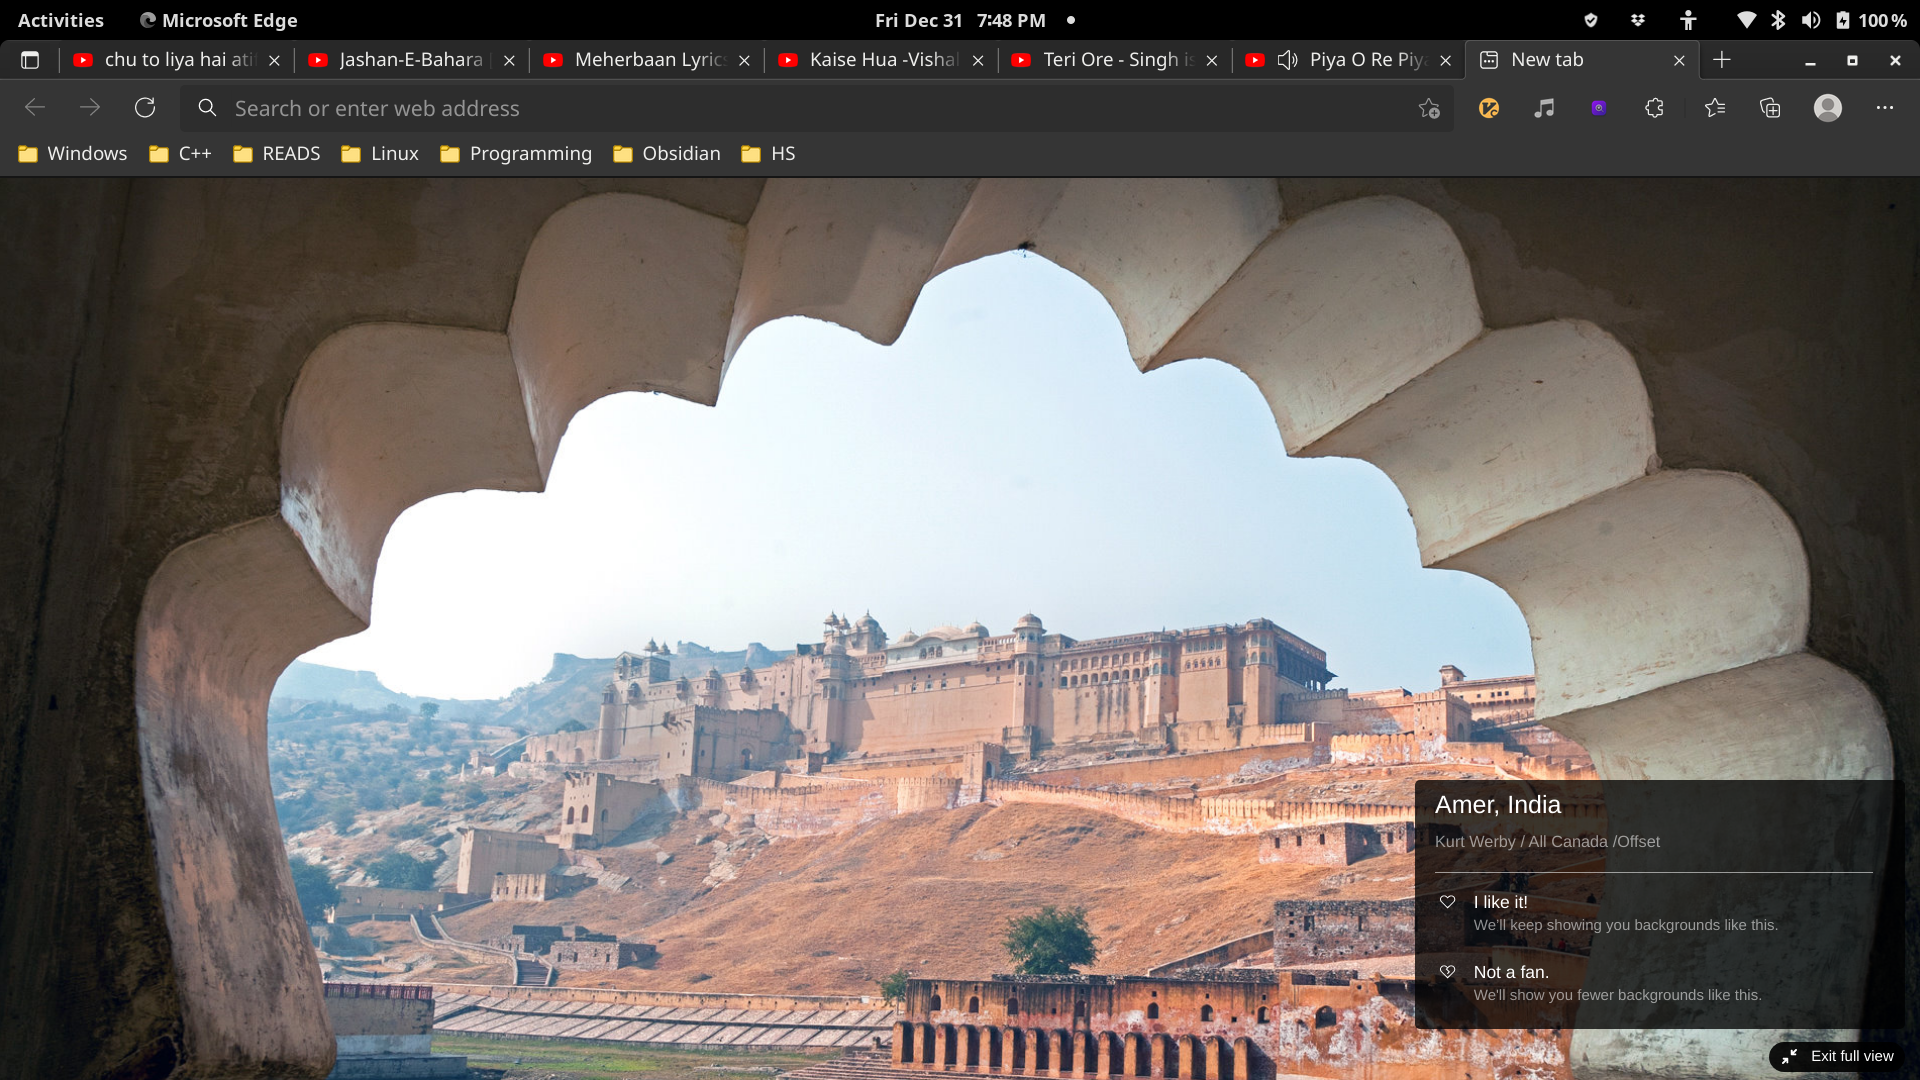 Activities Microsoft Edge Fri Dec 31 7:48 PM 100 %
chu to liya hai ati Jashan-E-Bahara Meherbaan Lyric Kaise Hua -Vishal Teri Ore - Singh is Piya O Re Piya New tab
Search or enter web address
Windows C++ READS Linux Programming Obsidian HS
Amer, India
Kurt Werby / All Canada /Offset
I like it!
We'll keep showing you backgrounds like this.
Not a fan.
We'll show you fewer backgrounds like this.
Exit full view